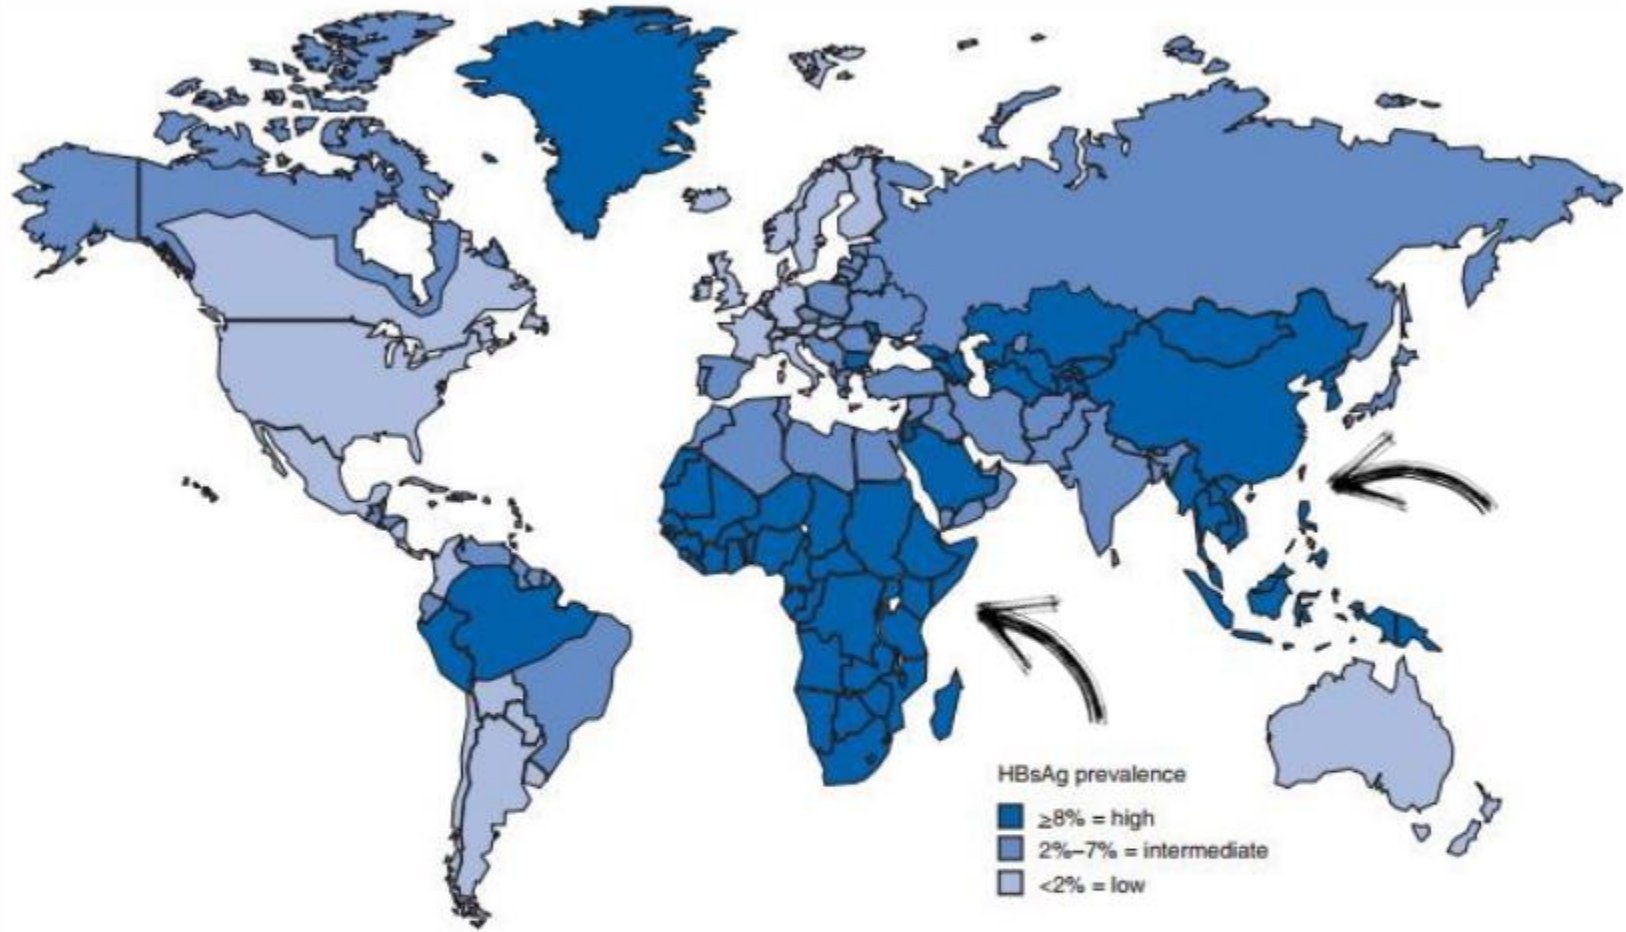 HBsAg prevalence
≥8% = high
2%–7% = intermediate
<2% = low